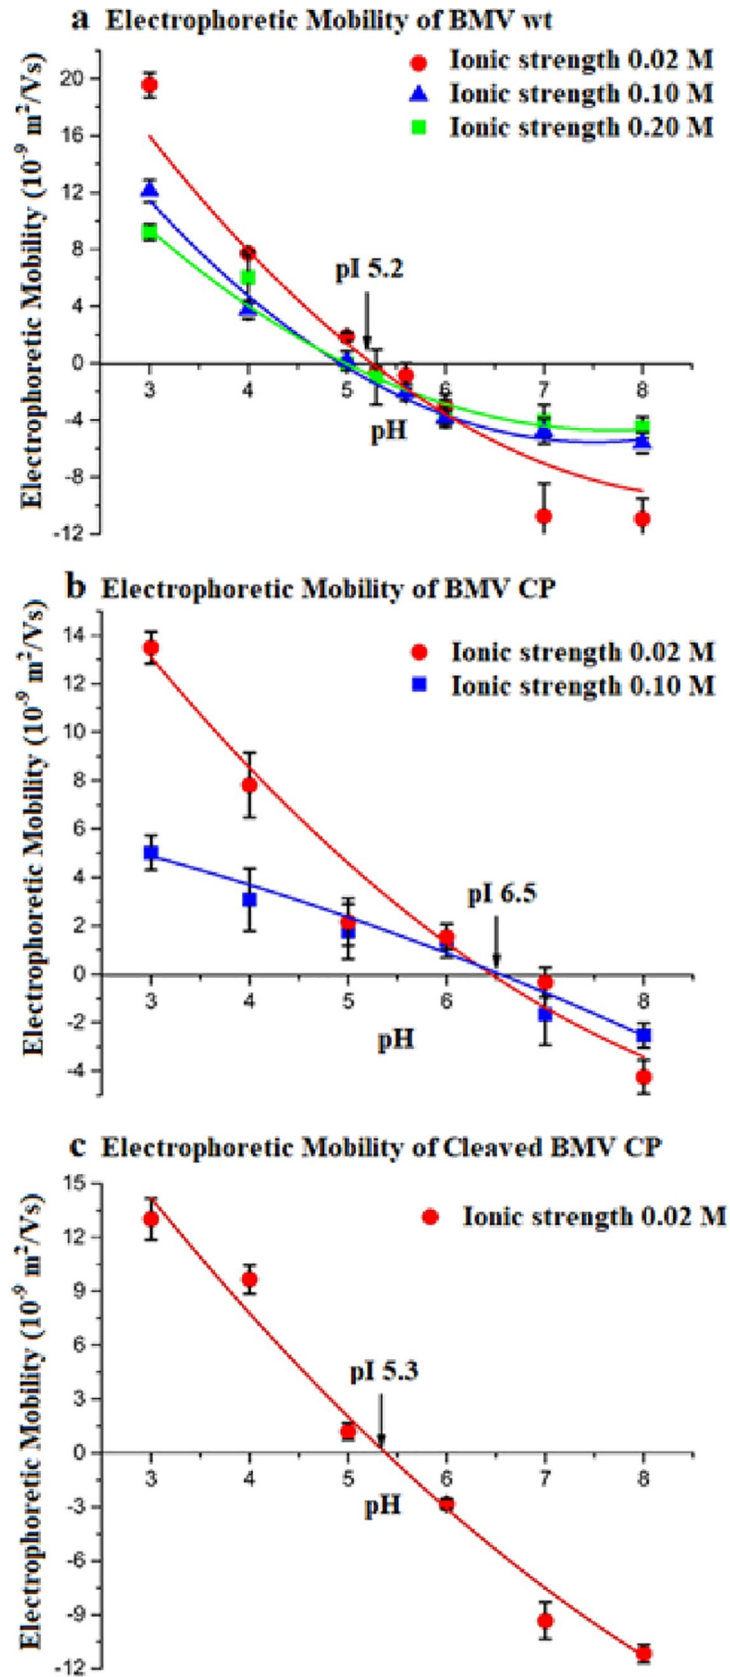 a Electrophoretic Mobility of BMV wt
Ionic strength 0.02 M
Ionic strength 0.10 M
Ionic strength 0.20 M
Electrophoretic Mobility (10⁻⁹ m²/Vs)
20
16
12
8
4
0
-4
-8
-12
pI 5.2
3 4 5 6 7 8
pH
b Electrophoretic Mobility of BMV CP
Ionic strength 0.02 M
Ionic strength 0.10 M
Electrophoretic Mobility (10⁻⁹ m²/Vs)
14
12
10
8
6
4
2
0
-2
-4
pI 6.5
3 4 5 6 7 8
pH
c Electrophoretic Mobility of Cleaved BMV CP
Ionic strength 0.02 M
Electrophoretic Mobility (10⁻⁹ m²/Vs)
15
12
9
6
3
0
-3
-6
-9
-12
pI 5.3
3 4 5 6 7 8
pH